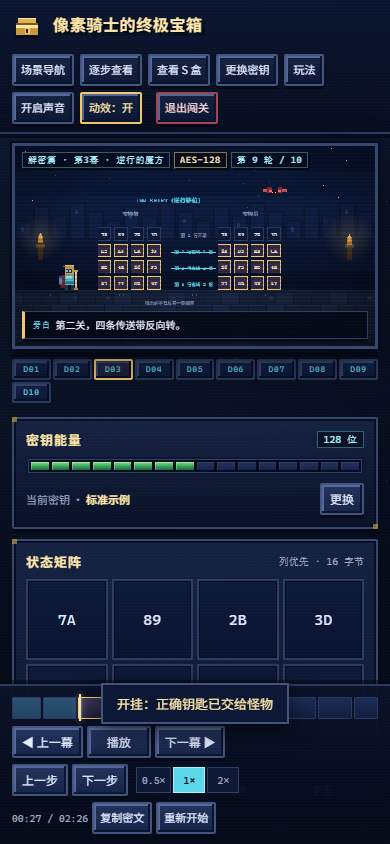 像素骑士的终极宝箱
场景导航 逐步查看 查看 S 盒 更换密钥 玩法
开启声音 动效: 开 退出闯关
解密篇 · 第3幕 · 逆行的魔方 AES-128 第 9 轮 / 10
旁白 第二关，四条传送带反向转。
D01 D02 D03 D04 D05 D06 D07 D08 D09
D10
密钥能量 128 位
当前密钥 · 标准示例 更换
状态矩阵 列优先 · 16 字节
7A 89 2B 3D
开挂：正确钥匙已交给怪物
◀ 上一幕 播放 下一幕 ▶
上一步 下一步 0.5× 1× 2×
00:27 / 02:26 复制密文 重新开始